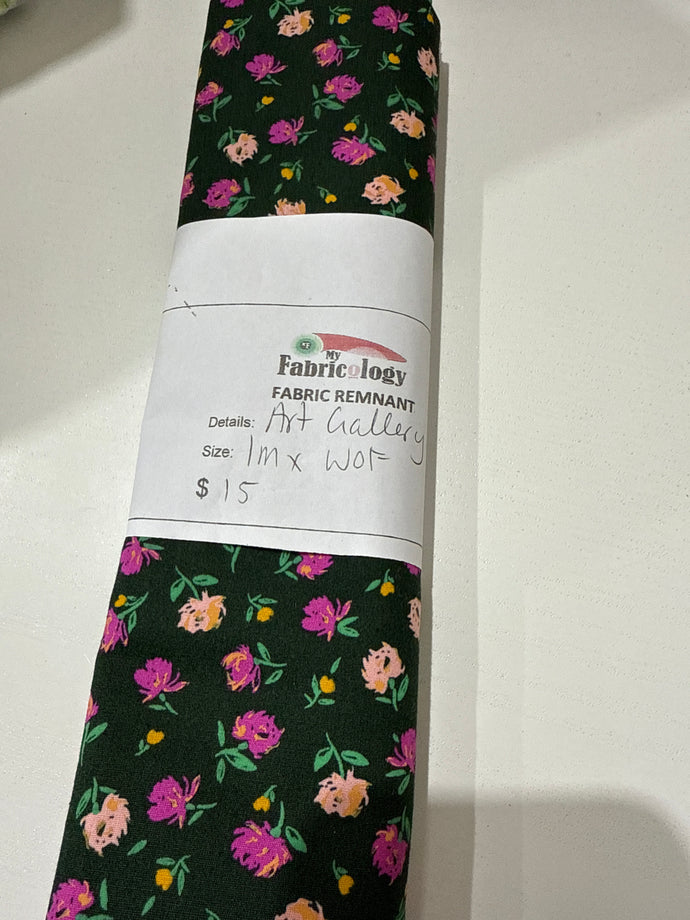 My
Fabricology
FABRIC REMNANT
Details: Art Gallery
Size: 1m x WOF
$ 15